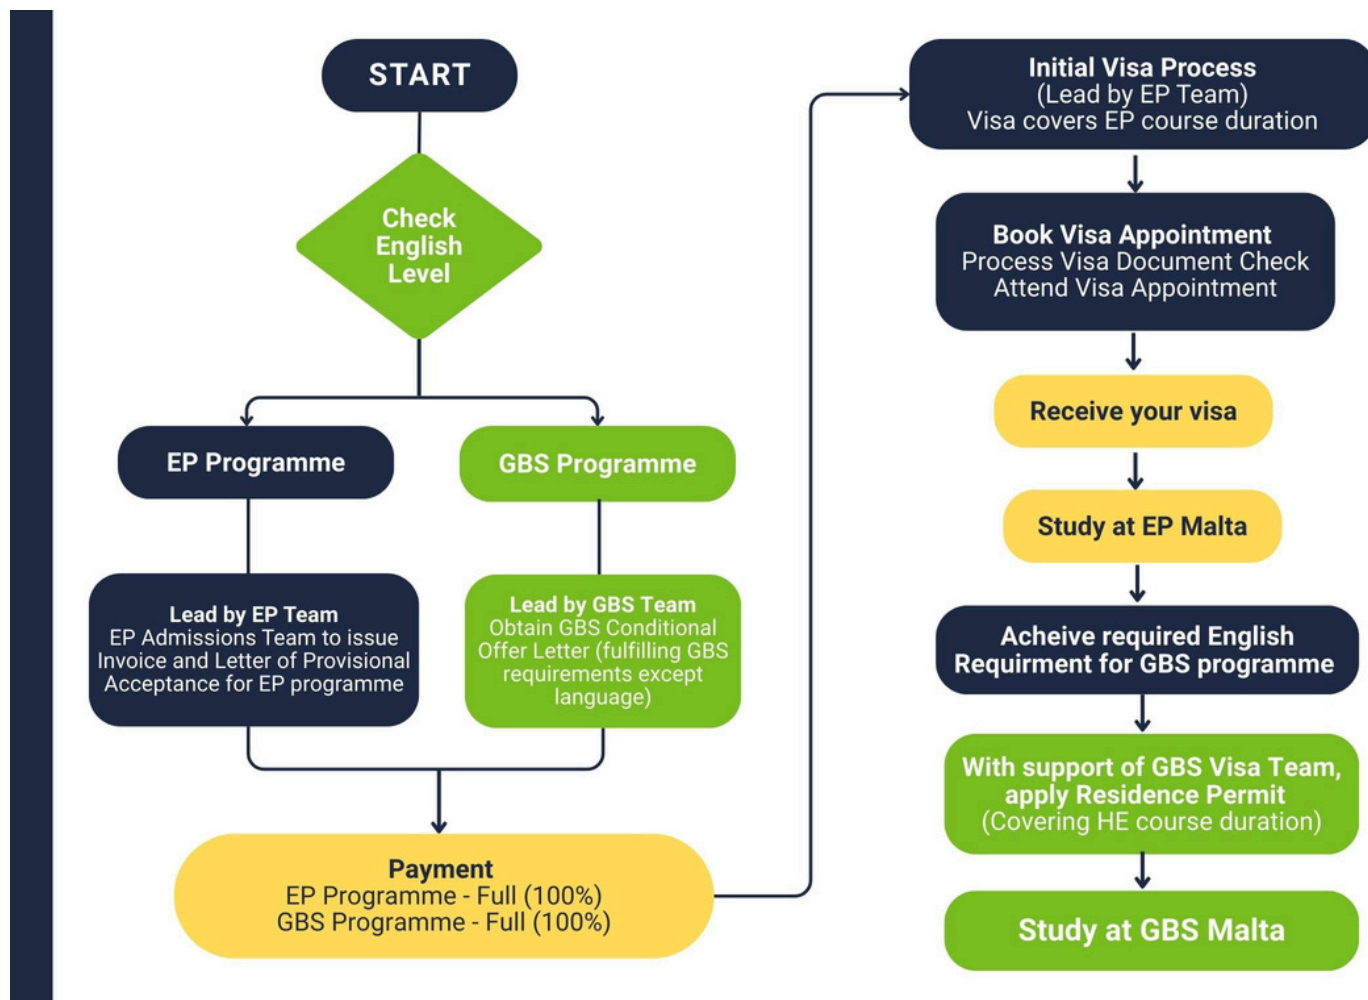 START
Check
English
Level
EP Programme
GBS Programme
Lead by EP Team
EP Admissions Team to issue
Invoice and Letter of Provisional
Acceptance for EP programme
Lead by GBS Team
Obtain GBS Conditional
Offer Letter (fulfilling GBS
requirements except
language)
Payment
EP Programme - Full (100%)
GBS Programme - Full (100%)
Initial Visa Process
(Lead by EP Team)
Visa covers EP course duration
Book Visa Appointment
Process Visa Document Check
Attend Visa Appointment
Receive your visa
Study at EP Malta
Acheive required English
Requirment for GBS programme
With support of GBS Visa Team,
apply Residence Permit
(Covering HE course duration)
Study at GBS Malta